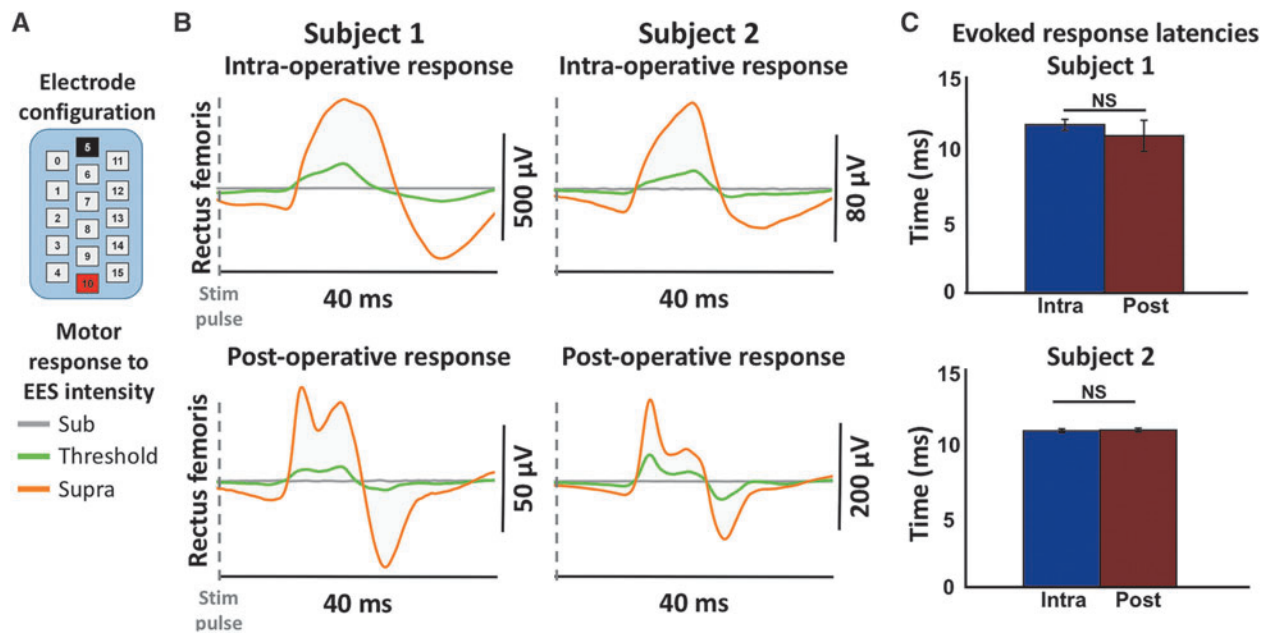 A
Electrode
configuration
5
0
11
6
1
12
7
2
13
8
3
14
9
4
15
10
Motor
response to
EES intensity
Sub
Threshold
Supra
B
Subject 1
Intra-operative response
Rectus femoris
500 µV
Stim
pulse
40 ms
Subject 2
Intra-operative response
80 µV
40 ms
Post-operative response
Rectus femoris
50 µV
Stim
pulse
40 ms
Post-operative response
200 µV
40 ms
C
Evoked response latencies
Subject 1
Time (ms)
15
10
5
0
NS
Intra
Post
Subject 2
Time (ms)
15
10
5
0
NS
Intra
Post